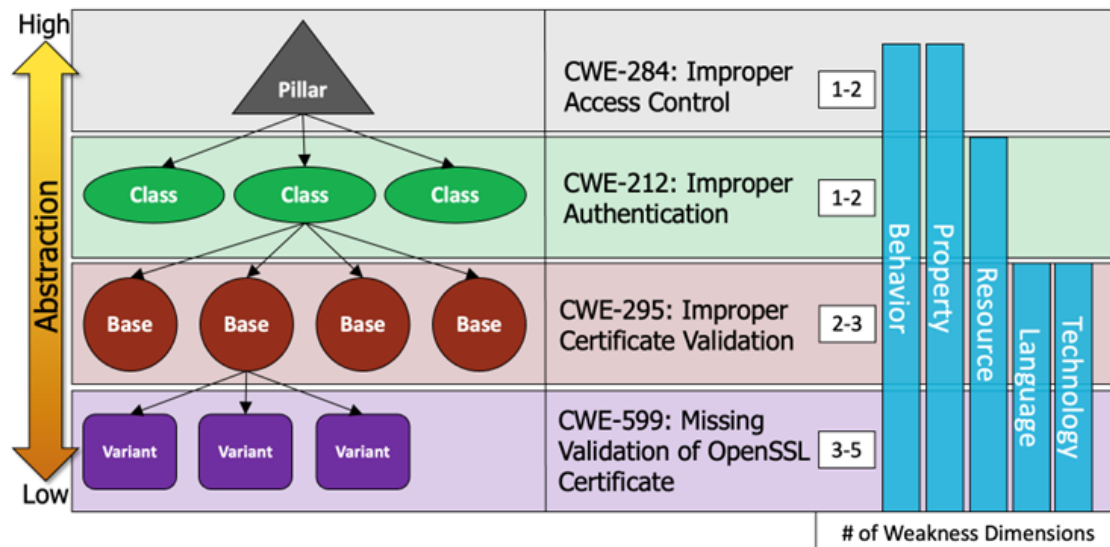 High
Abstraction
Low
Pillar
CWE-284: Improper
Access Control
1-2
Class
Class
Class
CWE-212: Improper
Authentication
1-2
Base
Base
Base
Base
CWE-295: Improper
Certificate Validation
2-3
Variant
Variant
Variant
CWE-599: Missing
Validation of OpenSSL
Certificate
3-5
Behavior
Property
Resource
Language
Technology
# of Weakness Dimensions